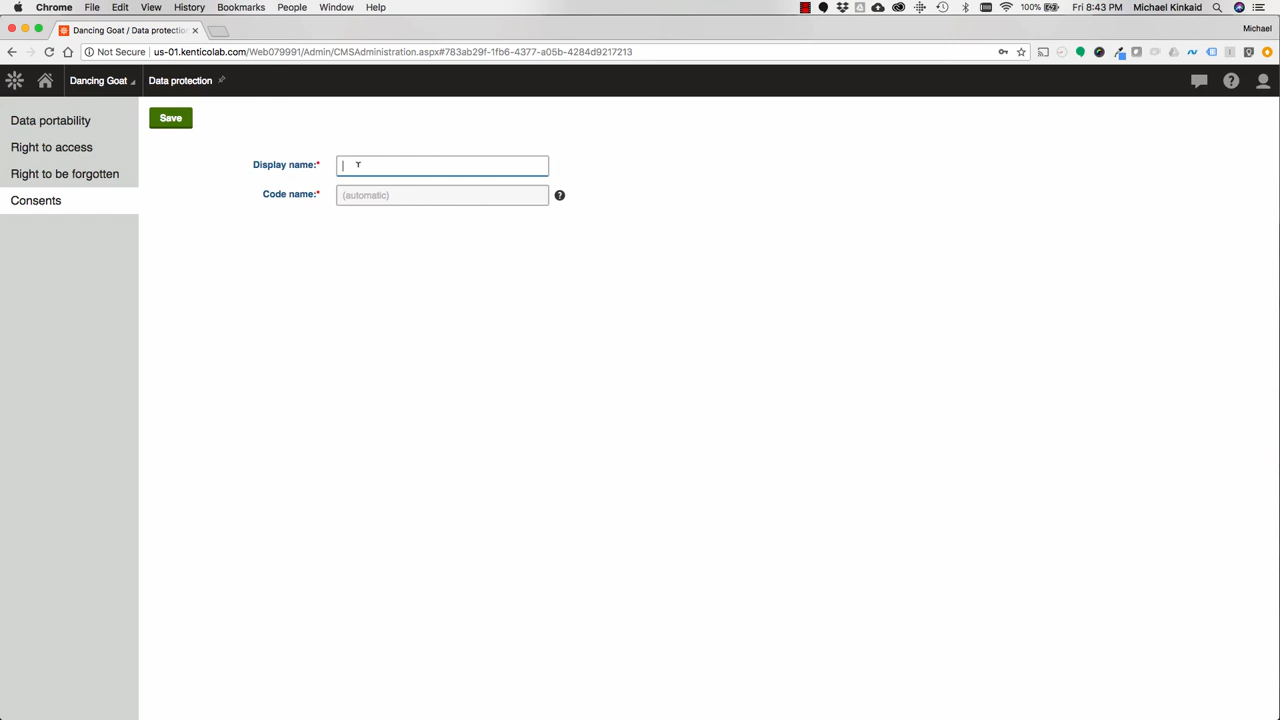 Chrome File Edit View History Bookmarks People Window Help 100% Fri 8:43 PM Michael Kinkaid
Dancing Goat / Data protection Michael
Not Secure us-01.kenticolab.com/Web079991/Admin/CMSAdministration.aspx#783ab29f-1fb6-4377-a05b-4284d9217213
Dancing Goat Data protection
Data portability
Right to access
Right to be forgotten
Consents
Save
Display name:*
Code name:* (automatic)